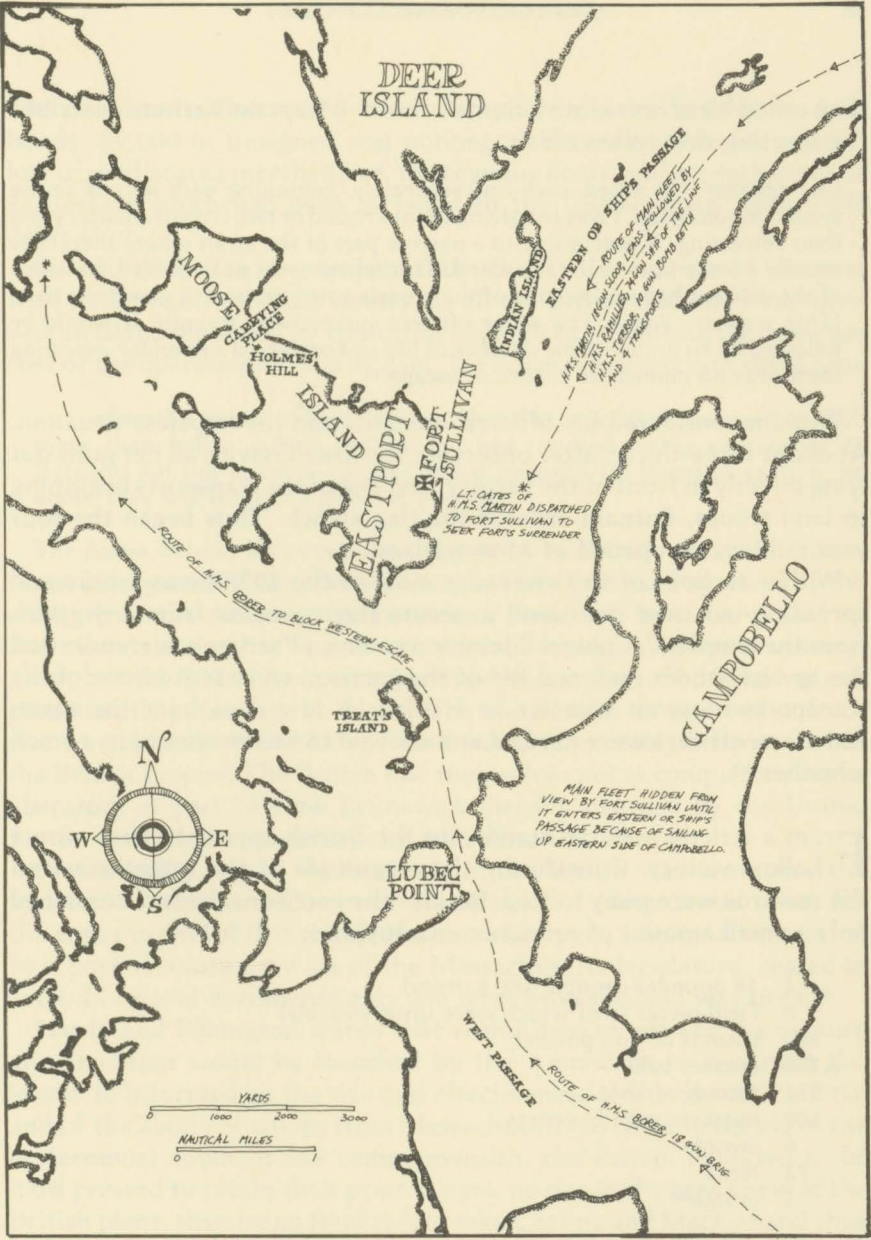 DEER
ISLAND
EASTERN OR SHIP'S PASSAGE
ROUTE OF MAIN FLEET -
H.M.S. MARTIN, 18 GUN SLOOP, LEADS FOLLOWED BY
H.M.S. RAMILLIES, 74 GUN SHIP OF THE LINE
H.M.S. TERROR, 10 GUN BOMB KETCH
AND 4 TRANSPORTS
INDIAN ISLAND
MOOSE
CARRYING
PLACE
HOLMES
HILL
ISLAND
EASTPORT
FORT
SULLIVAN
*
*
LT. OATES OF
H.M.S. MARTIN DISPATCHED
TO FORT SULLIVAN TO
SEEK FORT'S SURRENDER
ROUTE OF H.M.S. BORER TO BLOCK WESTERN ESCAPE
CAMPOBELLO
TREAT'S
ISLAND
N
W
E
S
MAIN FLEET HIDDEN FROM
VIEW BY FORT SULLIVAN UNTIL
IT ENTERS EASTERN OR SHIP'S
PASSAGE BECAUSE OF SAILING
UP EASTERN SIDE OF CAMPOBELLO.
LUBEC
POINT
WEST PASSAGE
ROUTE OF H.M.S. BORER, 18 GUN BRIG
YARDS
0 1000 2000 3000
NAUTICAL MILES
0 1